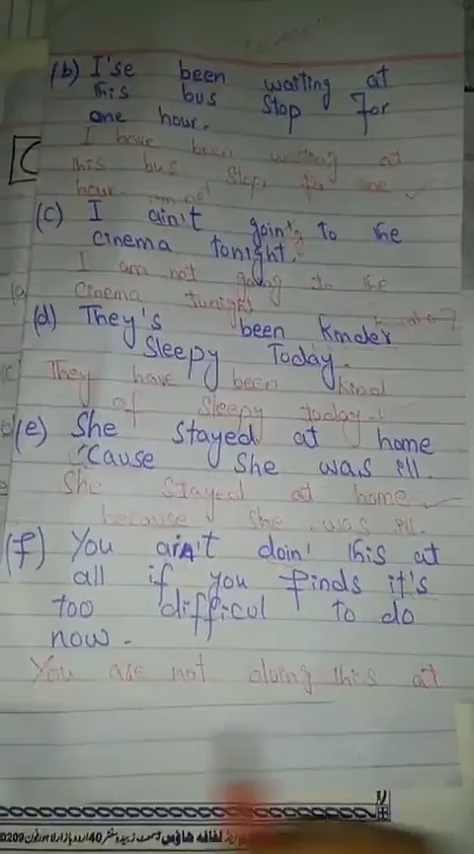 (b) I'se been waiting at
this bus stop for
one hour.
I have been waiting at
this bus stop for one
hour
(c) I ain't goin'g to the
cinema tonight.
I am not going to the
cinema tunight
(d) They's been kinder
sleepy Today.
They have been kind
of sleepy today.
(e) She stayed at home
'Cause She was ill.
She stayed at home
because she was ill.
(f) You ain't doin' this at
all if you finds it's
too difficul to do
now.
You are not doing this at